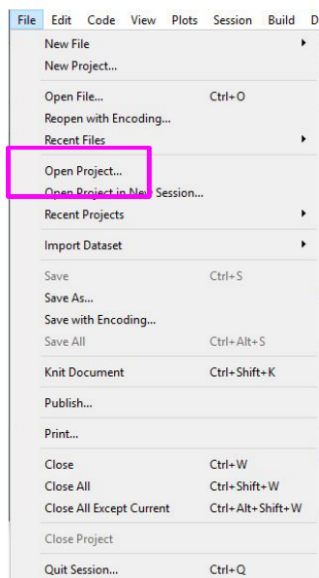 File Edit Code View Plots Session Build D
New File
New Project...
Open File... Ctrl+O
Reopen with Encoding...
Recent Files
Open Project...
Open Project in New Session...
Recent Projects
Import Dataset
Save Ctrl+S
Save As...
Save with Encoding...
Save All Ctrl+Alt+S
Knit Document Ctrl+Shift+K
Publish...
Print...
Close Ctrl+W
Close All Ctrl+Shift+W
Close All Except Current Ctrl+Alt+Shift+W
Close Project
Quit Session... Ctrl+Q